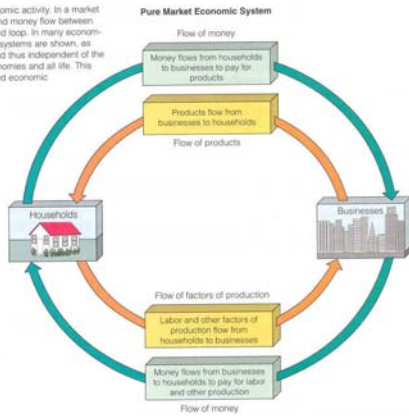 omic activity. In a market
nd money flow between
d loop. In many econom-
systems are shown, as
d thus independent of the
nomies and all life. This
ed economic
Pure Market Economic System
Flow of money
Money flows from households
to businesses to pay for
products
Products flow from
businesses to households
Flow of products
Households
Businesses
Flow of factors of production
Labor and other factors of
production flow from
households to businesses
Money flows from businesses
to households to pay for labor
and other production
Flow of money